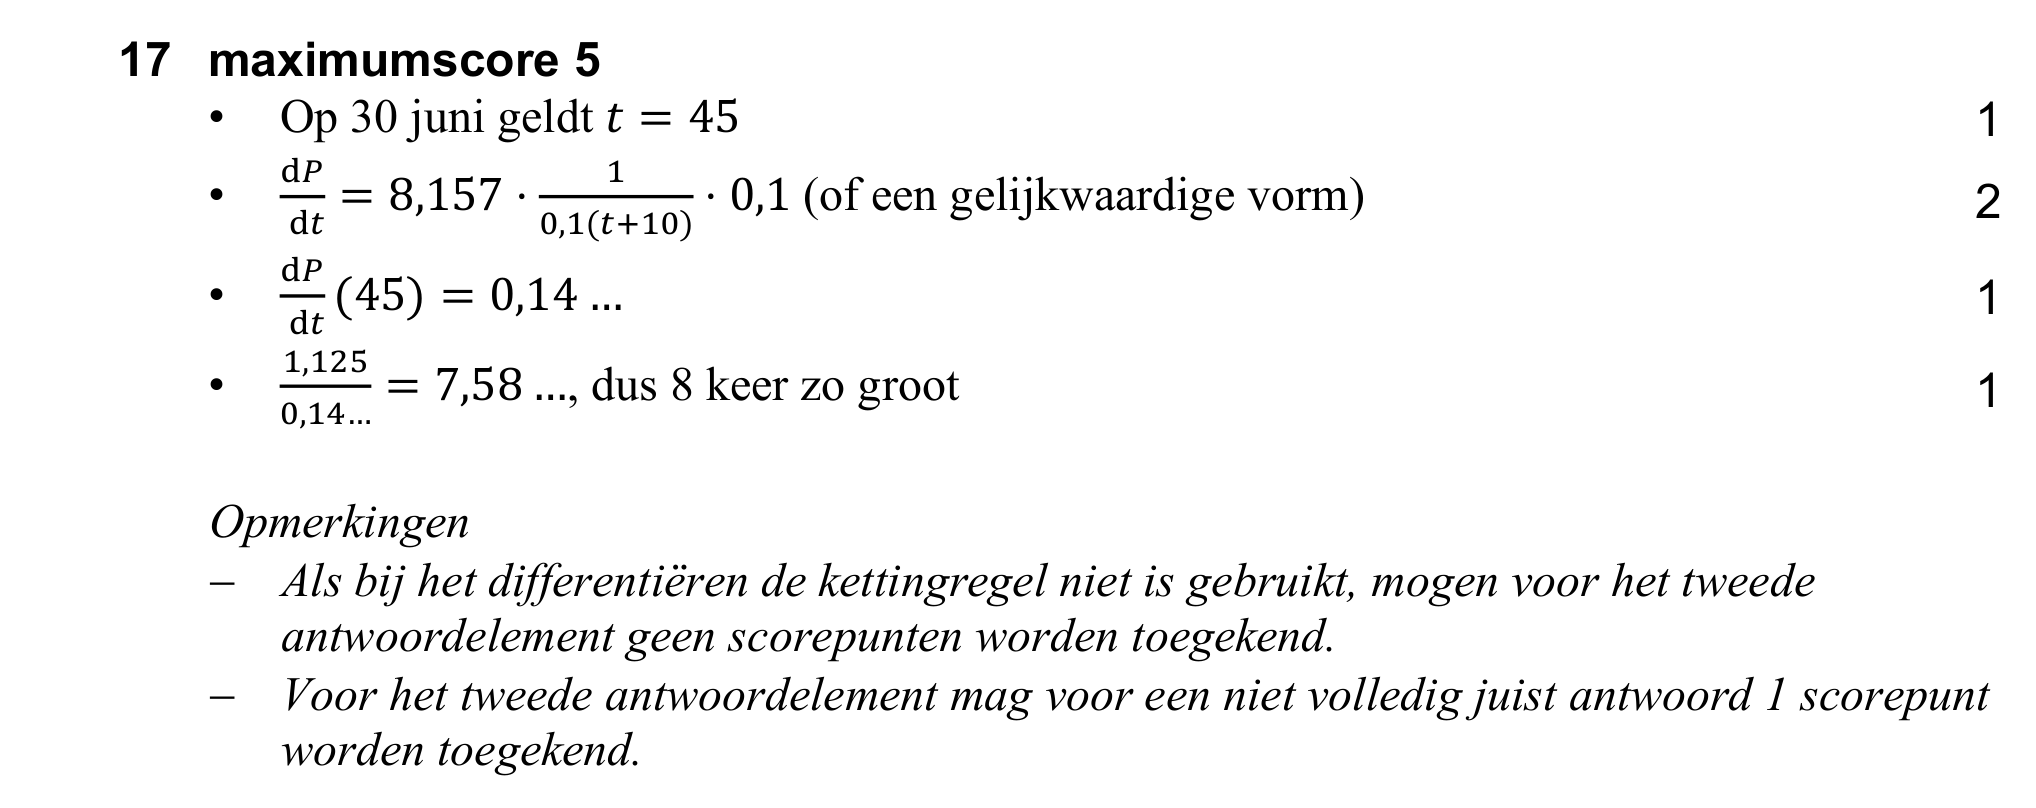 17 maximumscore 5
• Op 30 juni geldt t = 45 1
• dP/dt = 8,157 · 1/(0,1(t+10)) · 0,1 (of een gelijkwaardige vorm) 2
• dP/dt (45) = 0,14 ... 1
• 1,125/0,14... = 7,58 ..., dus 8 keer zo groot 1
Opmerkingen
– Als bij het differentiëren de kettingregel niet is gebruikt, mogen voor het tweede
antwoordelement geen scorepunten worden toegekend.
– Voor het tweede antwoordelement mag voor een niet volledig juist antwoord 1 scorepunt
worden toegekend.